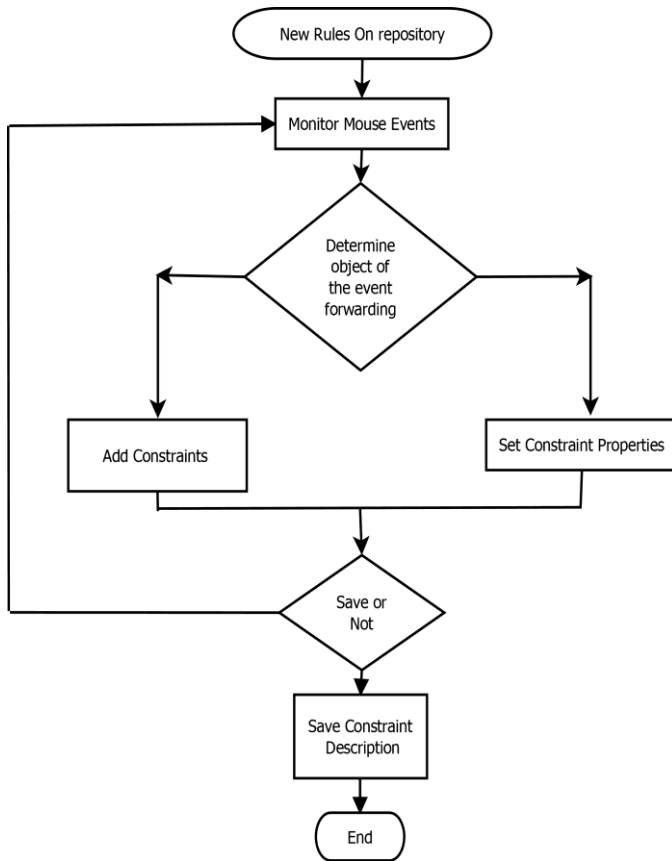 New Rules On repository
Monitor Mouse Events
Determine
object of
the event
forwarding
Add Constraints
Set Constraint Properties
Save or
Not
Save Constraint
Description
End